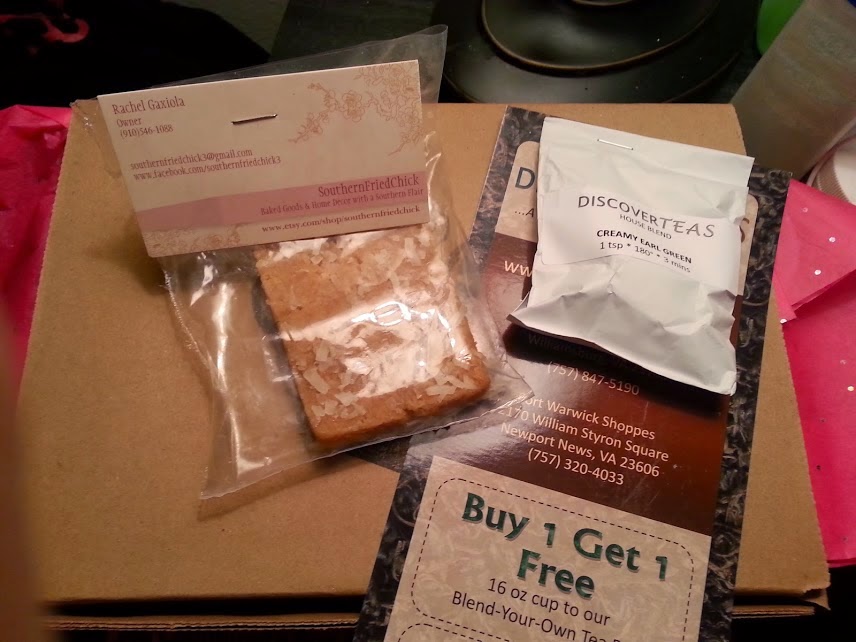 Rachel Gaxiola
Owner
(910)546-1088
southernfriedchick3@gmail.com
www.facebook.com/southernfriedchick3
SouthernFriedChick
Baked Goods & Home Decor with a Southern Flair
www.etsy.com/shop/southernfriedchick
DISCOVERTEAS
HOUSE BLEND
CREAMY EARL GREEN
1 tsp * 180° * 3 mins
D
...A
ww
(757) 847-5190
ort Warwick Shoppes
2170 William Styron Square
Newport News, VA 23606
(757) 320-4033
Buy 1 Get 1
Free
16 oz cup to our
Blend-Your-Own Tea